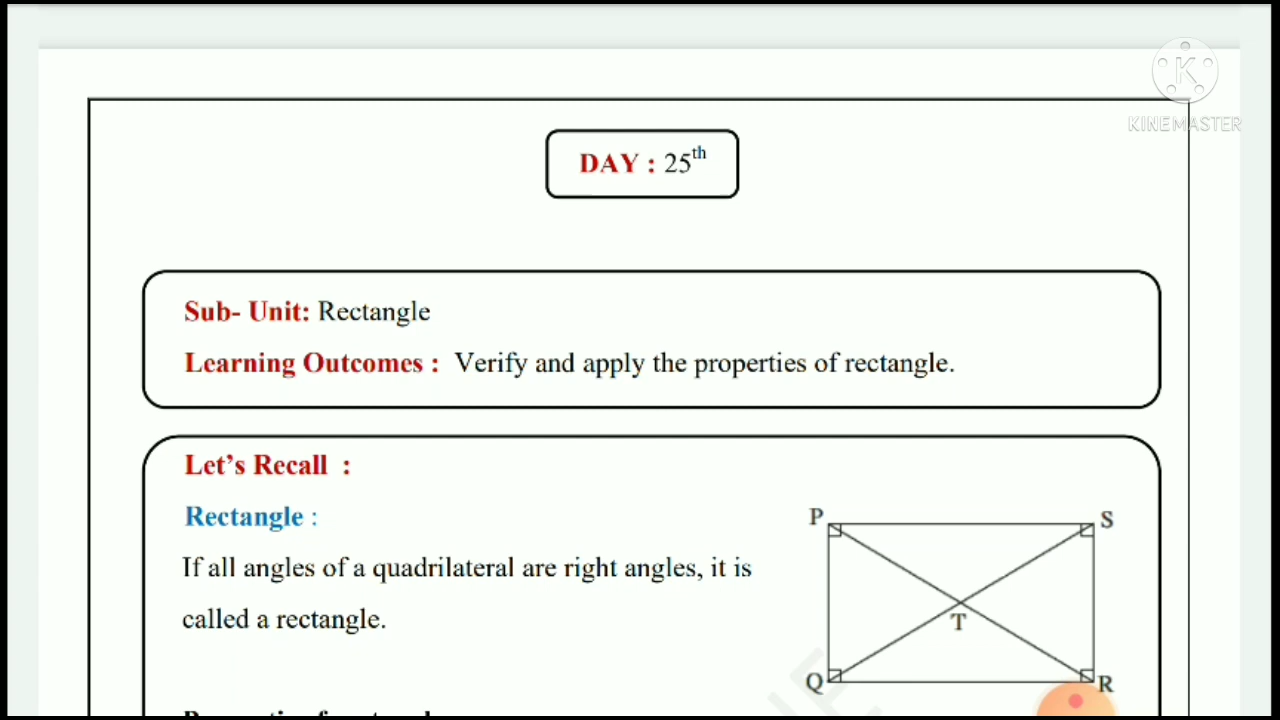 K
KINEMASTER
DAY : 25th
Sub- Unit: Rectangle
Learning Outcomes : Verify and apply the properties of rectangle.
Let's Recall :
Rectangle :
If all angles of a quadrilateral are right angles, it is
called a rectangle.
P
S
T
Q
R